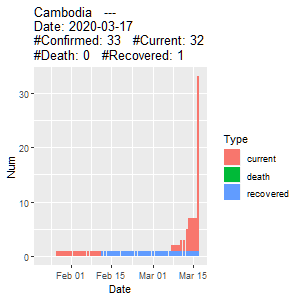 Cambodia   ---
Date: 2020-03-17
#Confirmed: 33   #Current: 32
#Death: 0   #Recovered: 1
30
20
10
0
Num
Feb 01
Feb 15
Mar 01
Mar 15
Date
Type
current
death
recovered